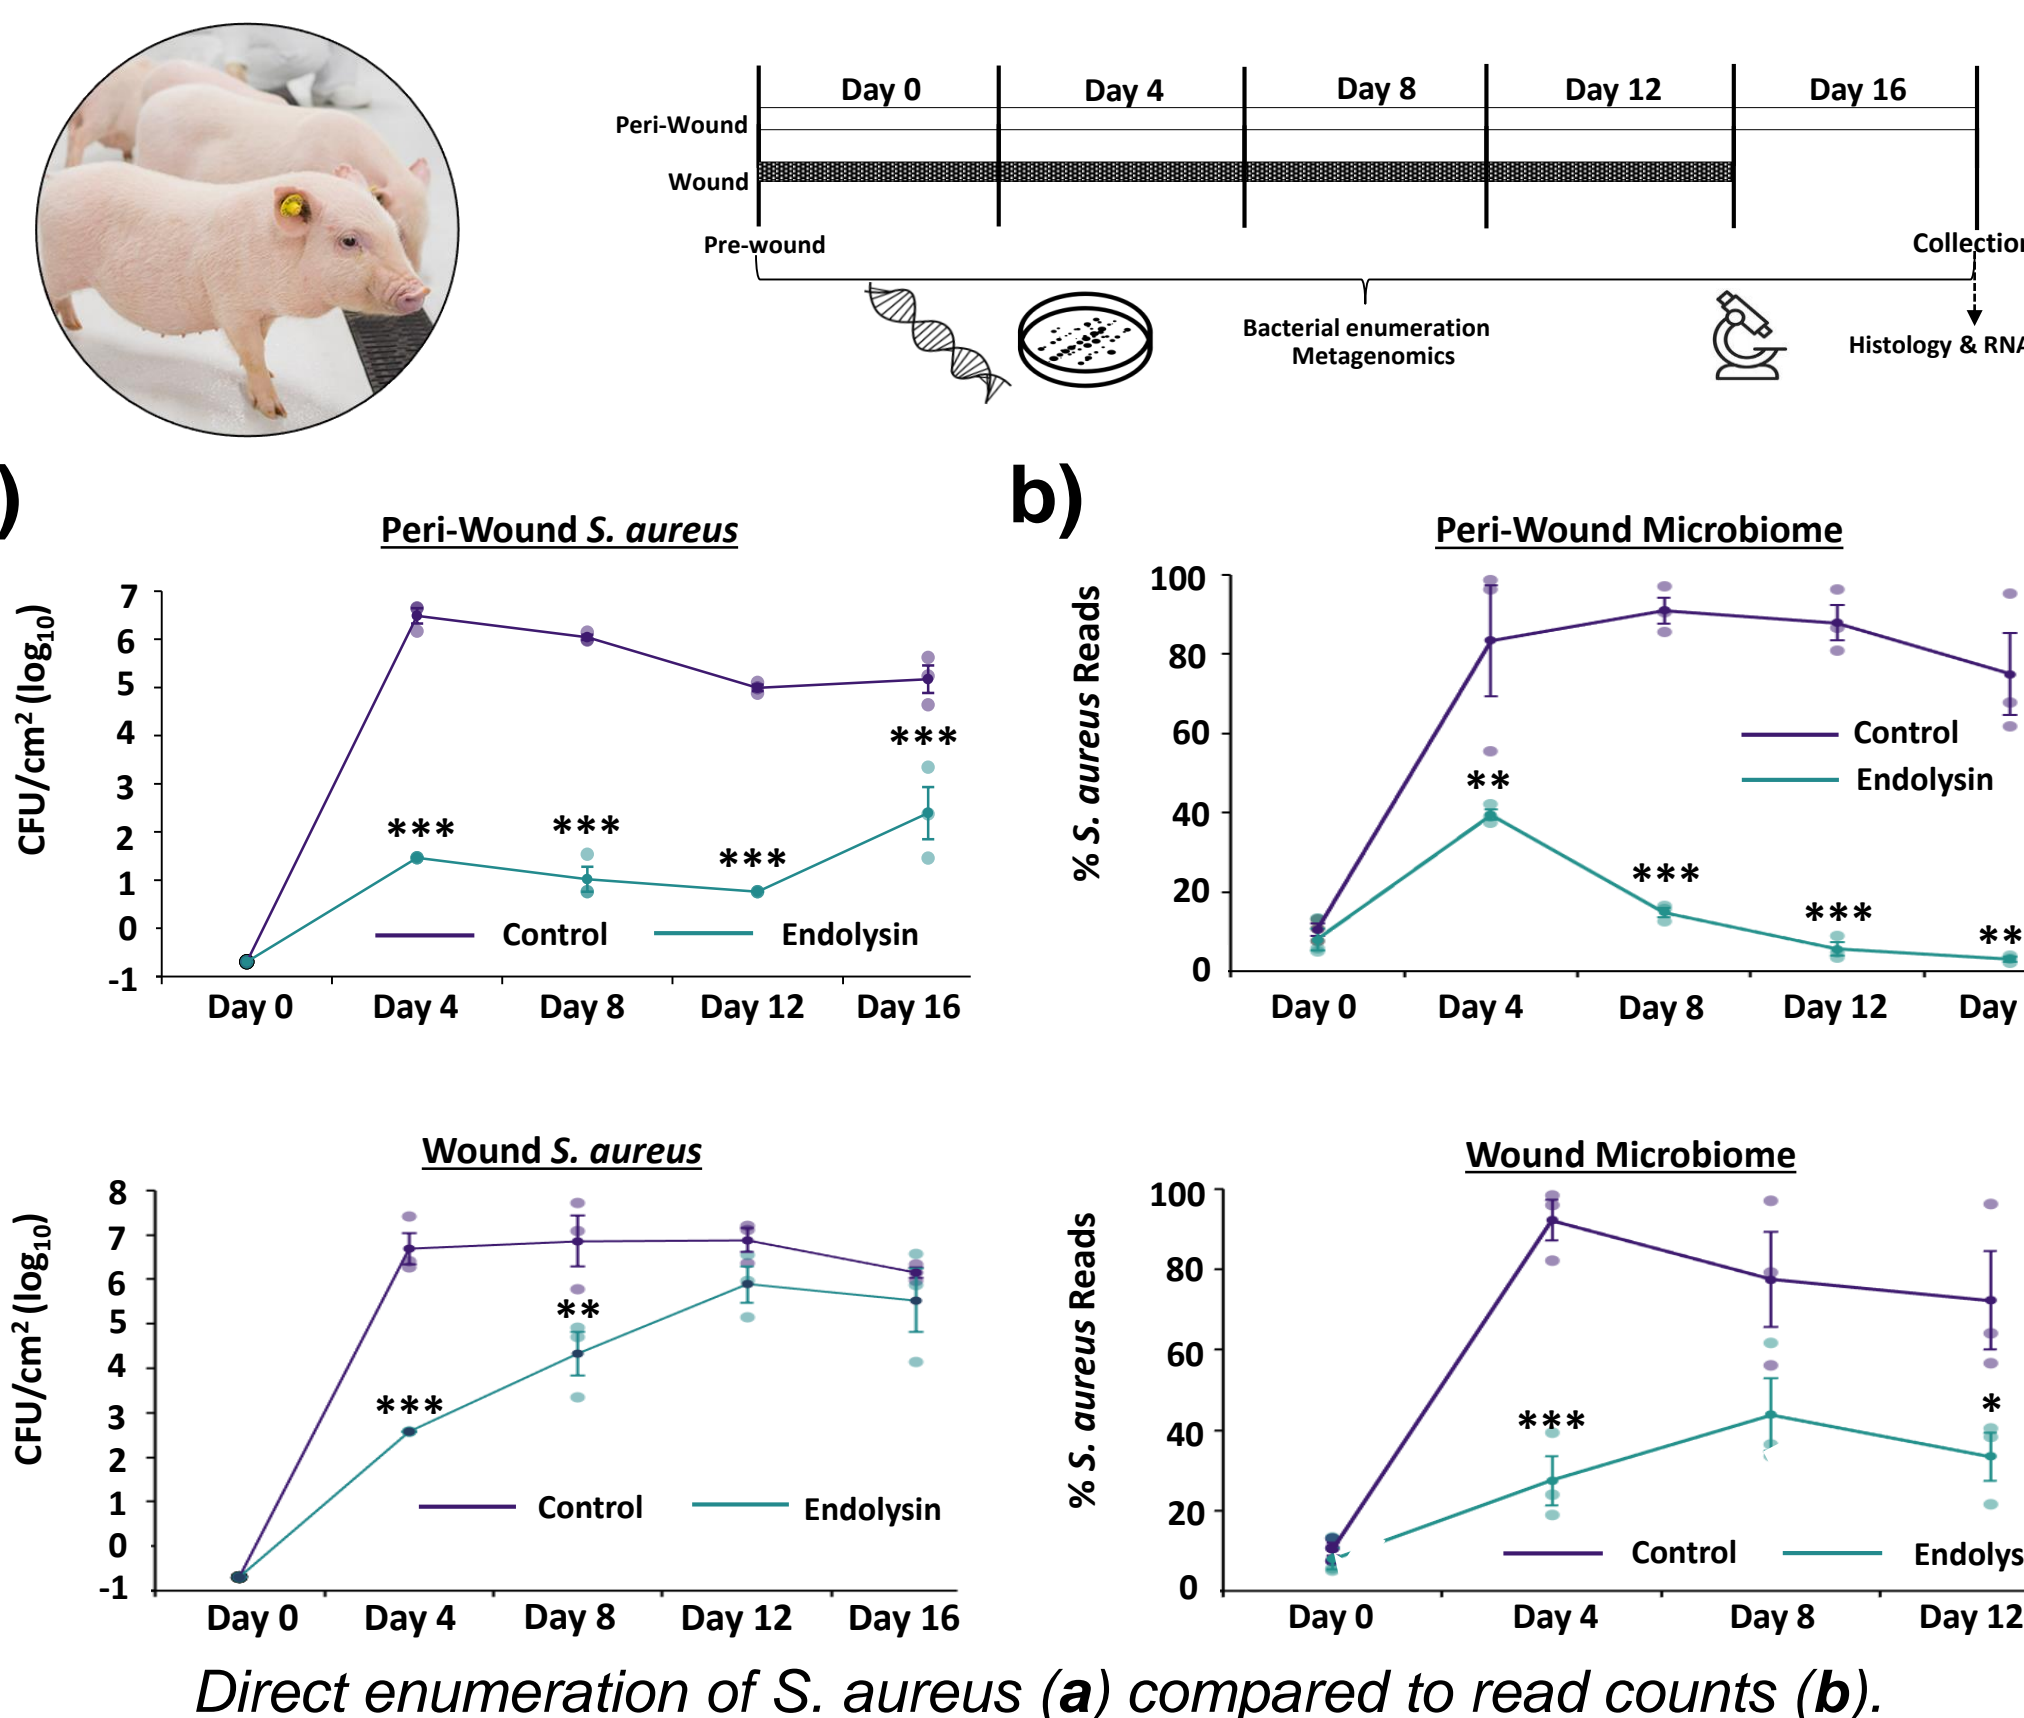 Day 0 Day 4 Day 8 Day 12 Day 16
Peri-Wound
Wound
Pre-wound
Collection
Bacterial enumeration
Metagenomics
Histology & RNA
) b)
Peri-Wound S. aureus
CFU/cm² (log₁₀)
7
6
5
4
3
2
1
0
-1
***
***
***
***
Control Endolysin
Day 0 Day 4 Day 8 Day 12 Day 16
Peri-Wound Microbiome
% S. aureus Reads
100
80
60
40
20
0
Control
Endolysin
**
***
***
**
Day 0 Day 4 Day 8 Day 12 Day
Wound S. aureus
CFU/cm² (log₁₀)
8
7
6
5
4
3
2
1
0
-1
**
***
Control Endolysin
Day 0 Day 4 Day 8 Day 12 Day 16
Wound Microbiome
% S. aureus Reads
100
80
60
40
20
0
*
***
Control Endolys
Day 0 Day 4 Day 8 Day 12
Direct enumeration of S. aureus (a) compared to read counts (b).